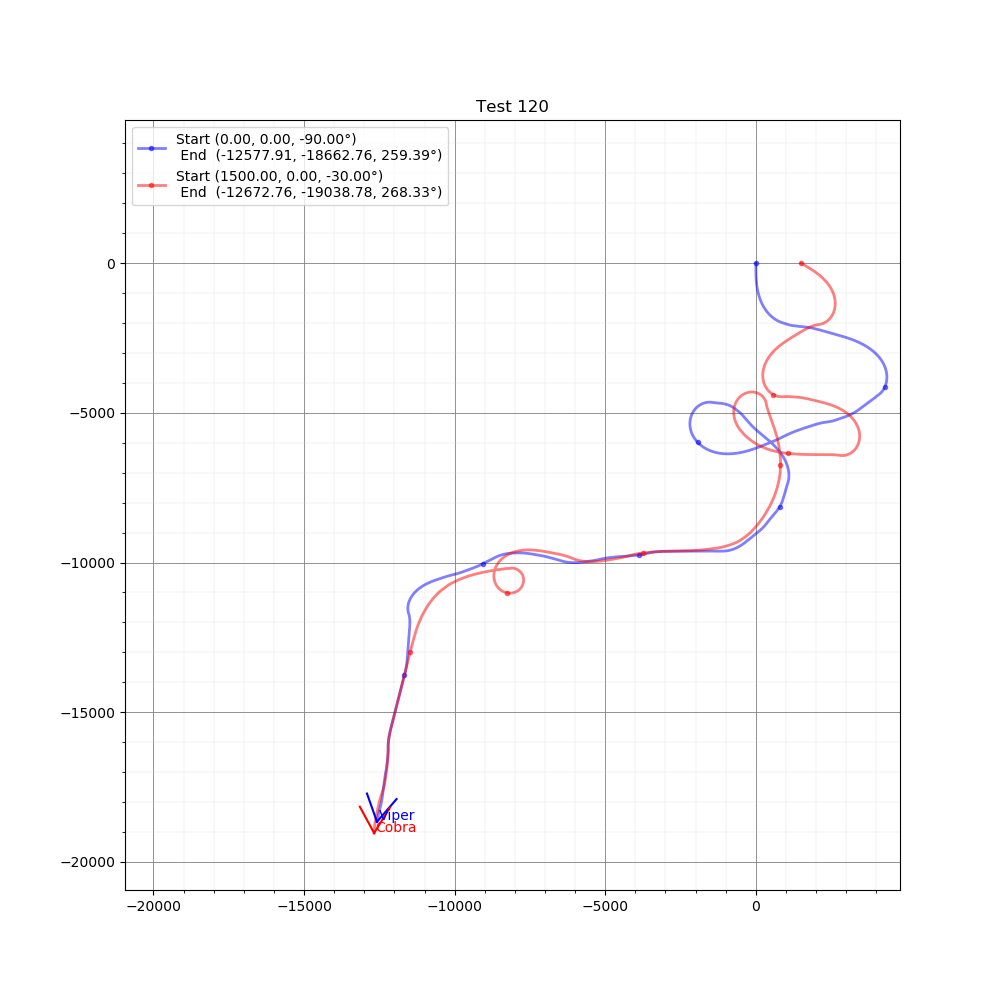 Test 120
Start (0.00, 0.00, -90.00°)
End (-12577.91, -18662.76, 259.39°)
Start (1500.00, 0.00, -30.00°)
End (-12672.76, -19038.78, 268.33°)
0
−5000
−10000
−15000
−20000
Viper
Cobra
−20000 −15000 −10000 −5000 0